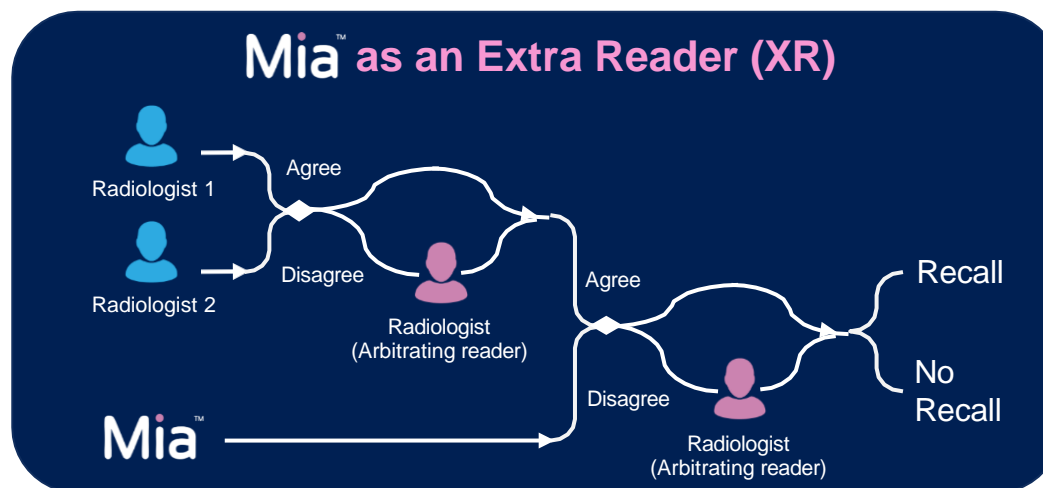 Mia™ as an Extra Reader (XR)
Radiologist 1
Agree
Radiologist 2
Disagree
Radiologist
(Arbitrating reader)
Agree
Disagree
Radiologist
(Arbitrating reader)
Recall
No
Recall
Mia™